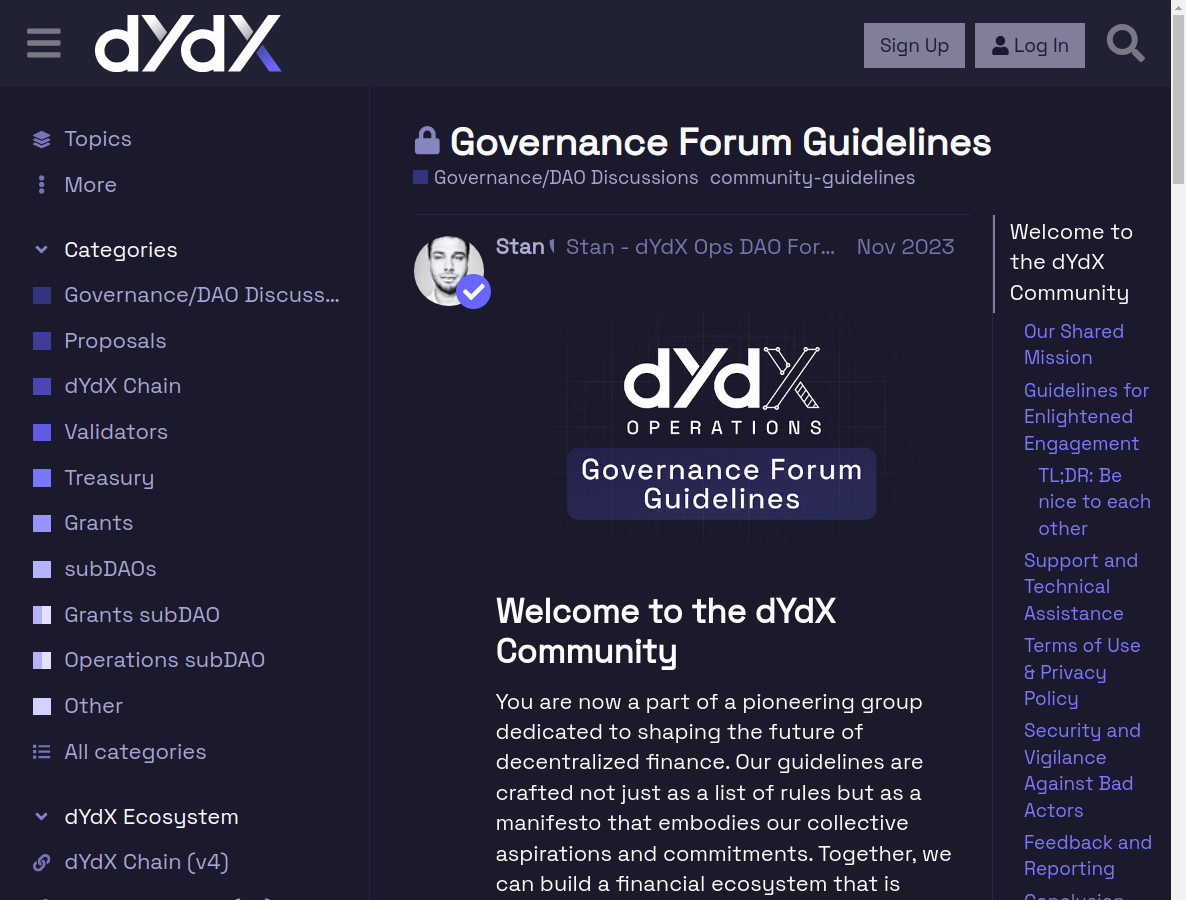 dYdX
Sign Up
Log In
Topics
More
Categories
Governance/DAO Discuss...
Proposals
dYdX Chain
Validators
Treasury
Grants
subDAOs
Grants subDAO
Operations subDAO
Other
All categories
dYdX Ecosystem
dYdX Chain (v4)
Governance Forum Guidelines
Governance/DAO Discussions community-guidelines
Stan Stan - dYdX Ops DAO For... Nov 2023
dYdX
OPERATIONS
Governance Forum
Guidelines
Welcome to the dYdX
Community
You are now a part of a pioneering group
dedicated to shaping the future of
decentralized finance. Our guidelines are
crafted not just as a list of rules but as a
manifesto that embodies our collective
aspirations and commitments. Together, we
can build a financial ecosystem that is
Welcome to
the dYdX
Community
Our Shared
Mission
Guidelines for
Enlightened
Engagement
TL;DR: Be
nice to each
other
Support and
Technical
Assistance
Terms of Use
& Privacy
Policy
Security and
Vigilance
Against Bad
Actors
Feedback and
Reporting
Conclusion